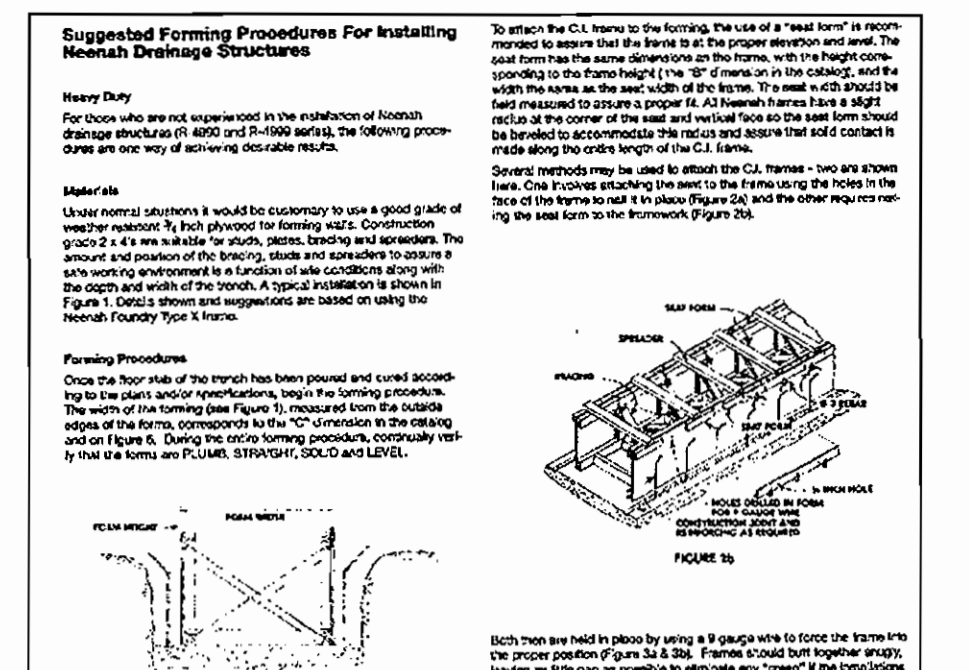 Suggested Forming Procedures For Installing
Neenah Drainage Structures
Heavy Duty
For those who are not experienced in the installation of Neenah
drainage structures (R-4990 and R-4999 series), the following proce-
dures are one way of achieving desirable results.
Materials
Under normal situations it would be customary to use a good grade of
weather resistant ¾ inch plywood for forming walls. Construction
grade 2 x 4's are suitable for studs, plates, bracing and spreaders. The
amount and position of the bracing, studs and spreaders to assure a
safe working environment is a function of site conditions along with
the depth and width of the trench. A typical installation is shown in
Figure 1. Details shown and suggestions are based on using the
Neenah Foundry Type X frame.
Forming Procedures
Once the floor slab of the trench has been poured and cured accord-
ing to the plans and/or specifications, begin the forming procedure.
The width of the forming (see Figure 1), measured from the outside
edges of the forms, corresponds to the "C" dimension in the catalog
and on Figure 6. During the entire forming procedure, continually veri-
fy that the forms are PLUMB, STRAIGHT, SOLID and LEVEL.
FORM HEIGHT
FORM WIDTH
To attach the C.I. frame to the forming, the use of a "seat form" is recom-
mended to assure that the frame is at the proper elevation and level. The
seat form has the same dimensions as the frame, with the height corre-
sponding to the frame height (the "B" dimension in the catalog), and the
width the same as the seat width of the frame. The seat width should be
field measured to assure a proper fit. All Neenah frames have a slight
radius at the corner of the seat and vertical face so the seat form should
be beveled to accommodate this radius and assure that solid contact is
made along the entire length of the C.I. frame.
Several methods may be used to attach the C.I. frames - two are shown
here. One involves attaching the seat to the frame using the holes in the
face of the frame to nail it in place (Figure 2a) and the other requires nail-
ing the seat form to the framework (Figure 2b).
SEAT FORM
SPREADER
BRACING
# 3 REBAR
SEAT FORM
INCH HOLE
HOLES DRILLED IN FORM
FOR 9 GAUGE WIRE
CONSTRUCTION JOINT AND
REINFORCING AS REQUIRED
FIGURE 2b
Both then are held in place by using a 9 gauge wire to force the frame into
the proper position (Figure 3a & 3b). Frames should butt together snugly,
leaving as little gap as possible to eliminate any "creep" if the